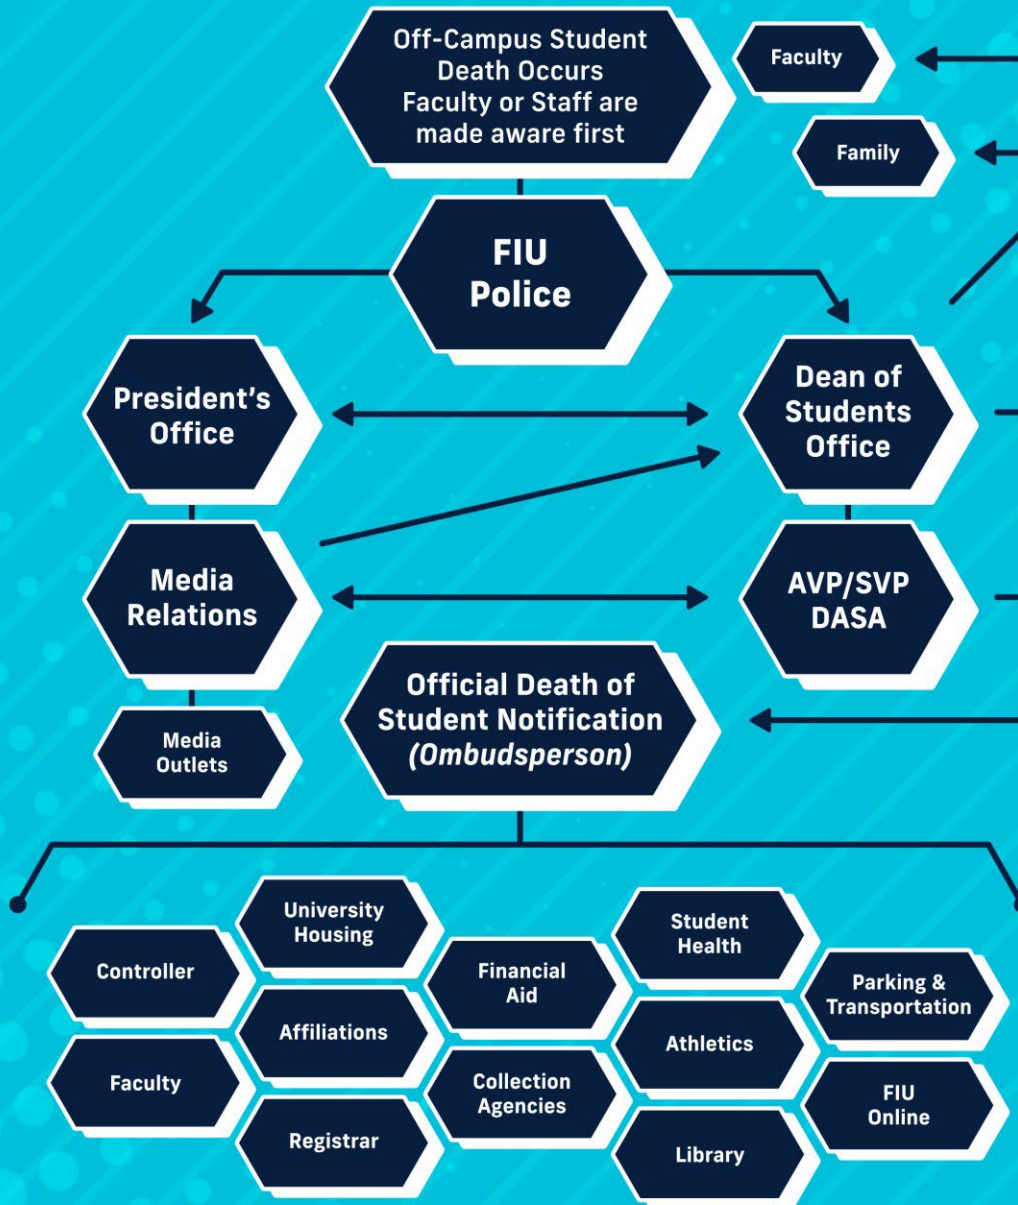 Off-Campus Student
Death Occurs
Faculty or Staff are
made aware first
Faculty
Family
FIU
Police
President's
Office
Dean of
Students
Office
Media
Relations
AVP/SVP
DASA
Official Death of
Student Notification
(Ombudsperson)
Media
Outlets
University
Housing
Student
Health
Controller
Financial
Aid
Parking &
Transportation
Affiliations
Athletics
Faculty
Collection
Agencies
FIU
Online
Registrar
Library